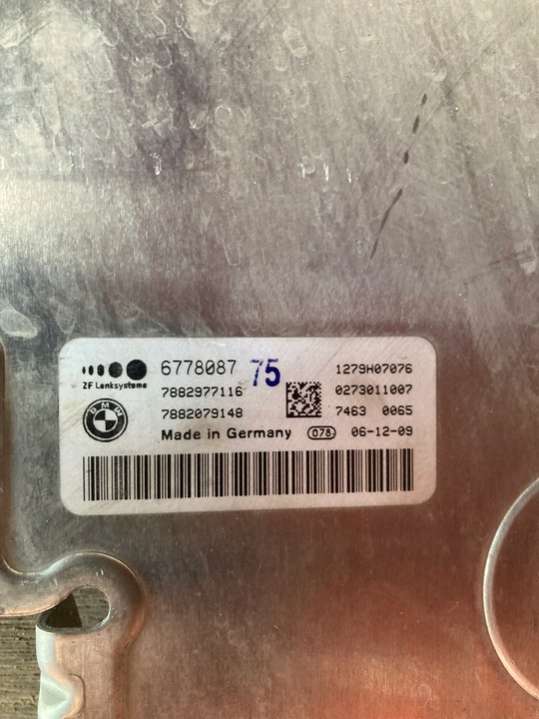 6778087 75 1279H07076
ZF Lenksysteme
7882977116 0273011007
BMW
7882079148 7463 0065
Made in Germany 078 06-12-09